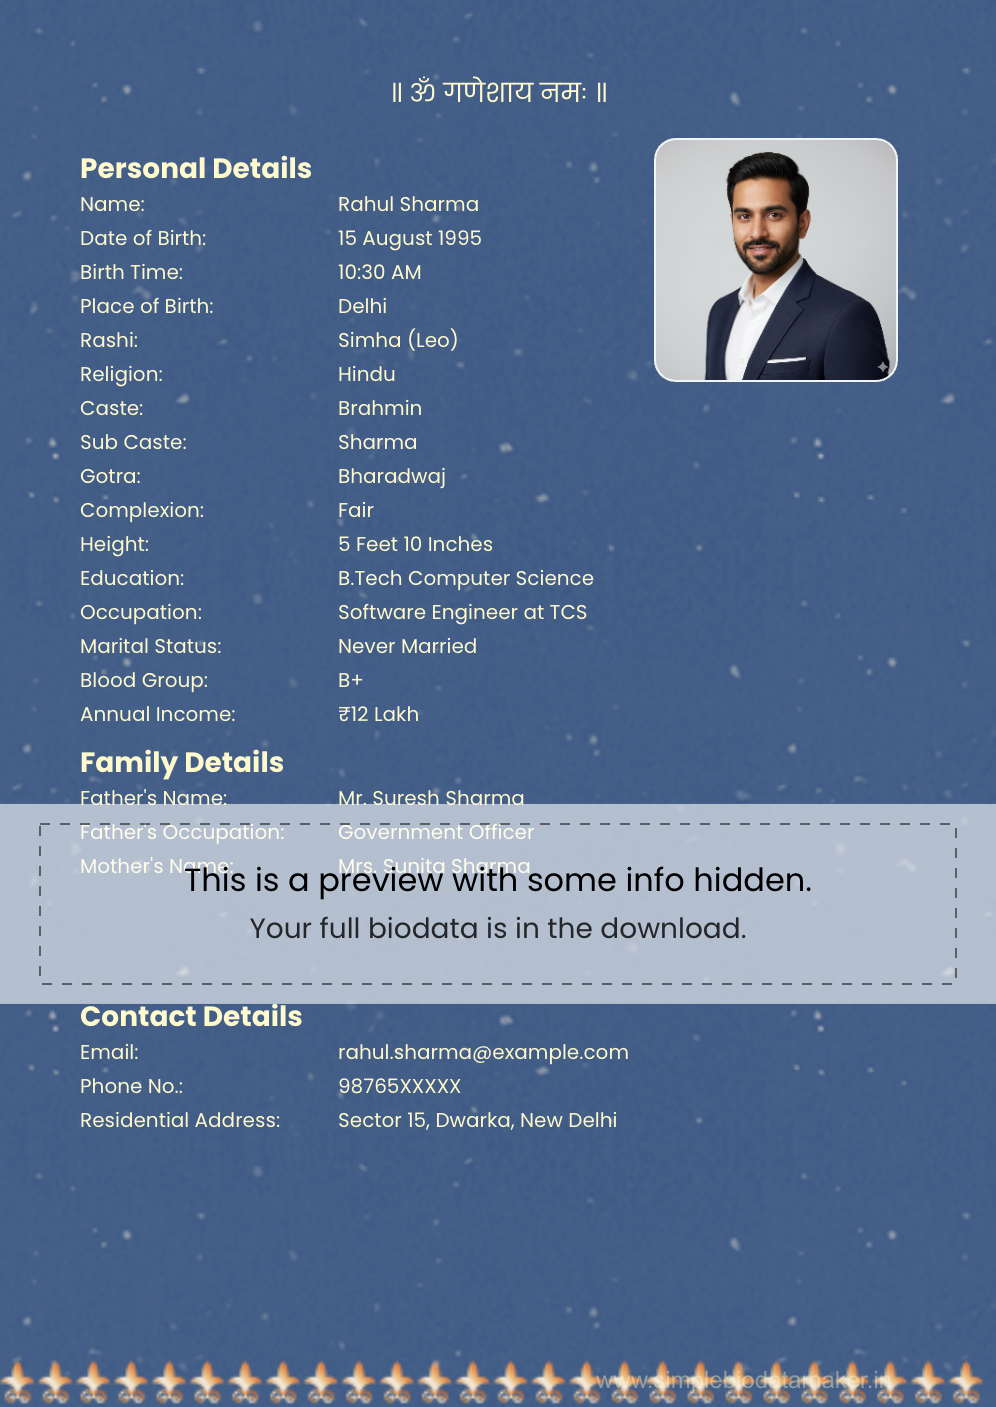 ॥ ॐ गणेशाय नमः ॥
Personal Details
Name: Rahul Sharma
Date of Birth: 15 August 1995
Birth Time: 10:30 AM
Place of Birth: Delhi
Rashi: Simha (Leo)
Religion: Hindu
Caste: Brahmin
Sub Caste: Sharma
Gotra: Bharadwaj
Complexion: Fair
Height: 5 Feet 10 Inches
Education: B.Tech Computer Science
Occupation: Software Engineer at TCS
Marital Status: Never Married
Blood Group: B+
Annual Income: ₹12 Lakh
Family Details
Father's Name: Mr. Suresh Sharma
Father's Occupation: Government Officer
Mother's Name: Mrs. Sunita Sharma
This is a preview with some info hidden.
Your full biodata is in the download.
Contact Details
Email: rahul.sharma@example.com
Phone No.: 98765XXXXX
Residential Address: Sector 15, Dwarka, New Delhi
www.simplebiodatamaker.in